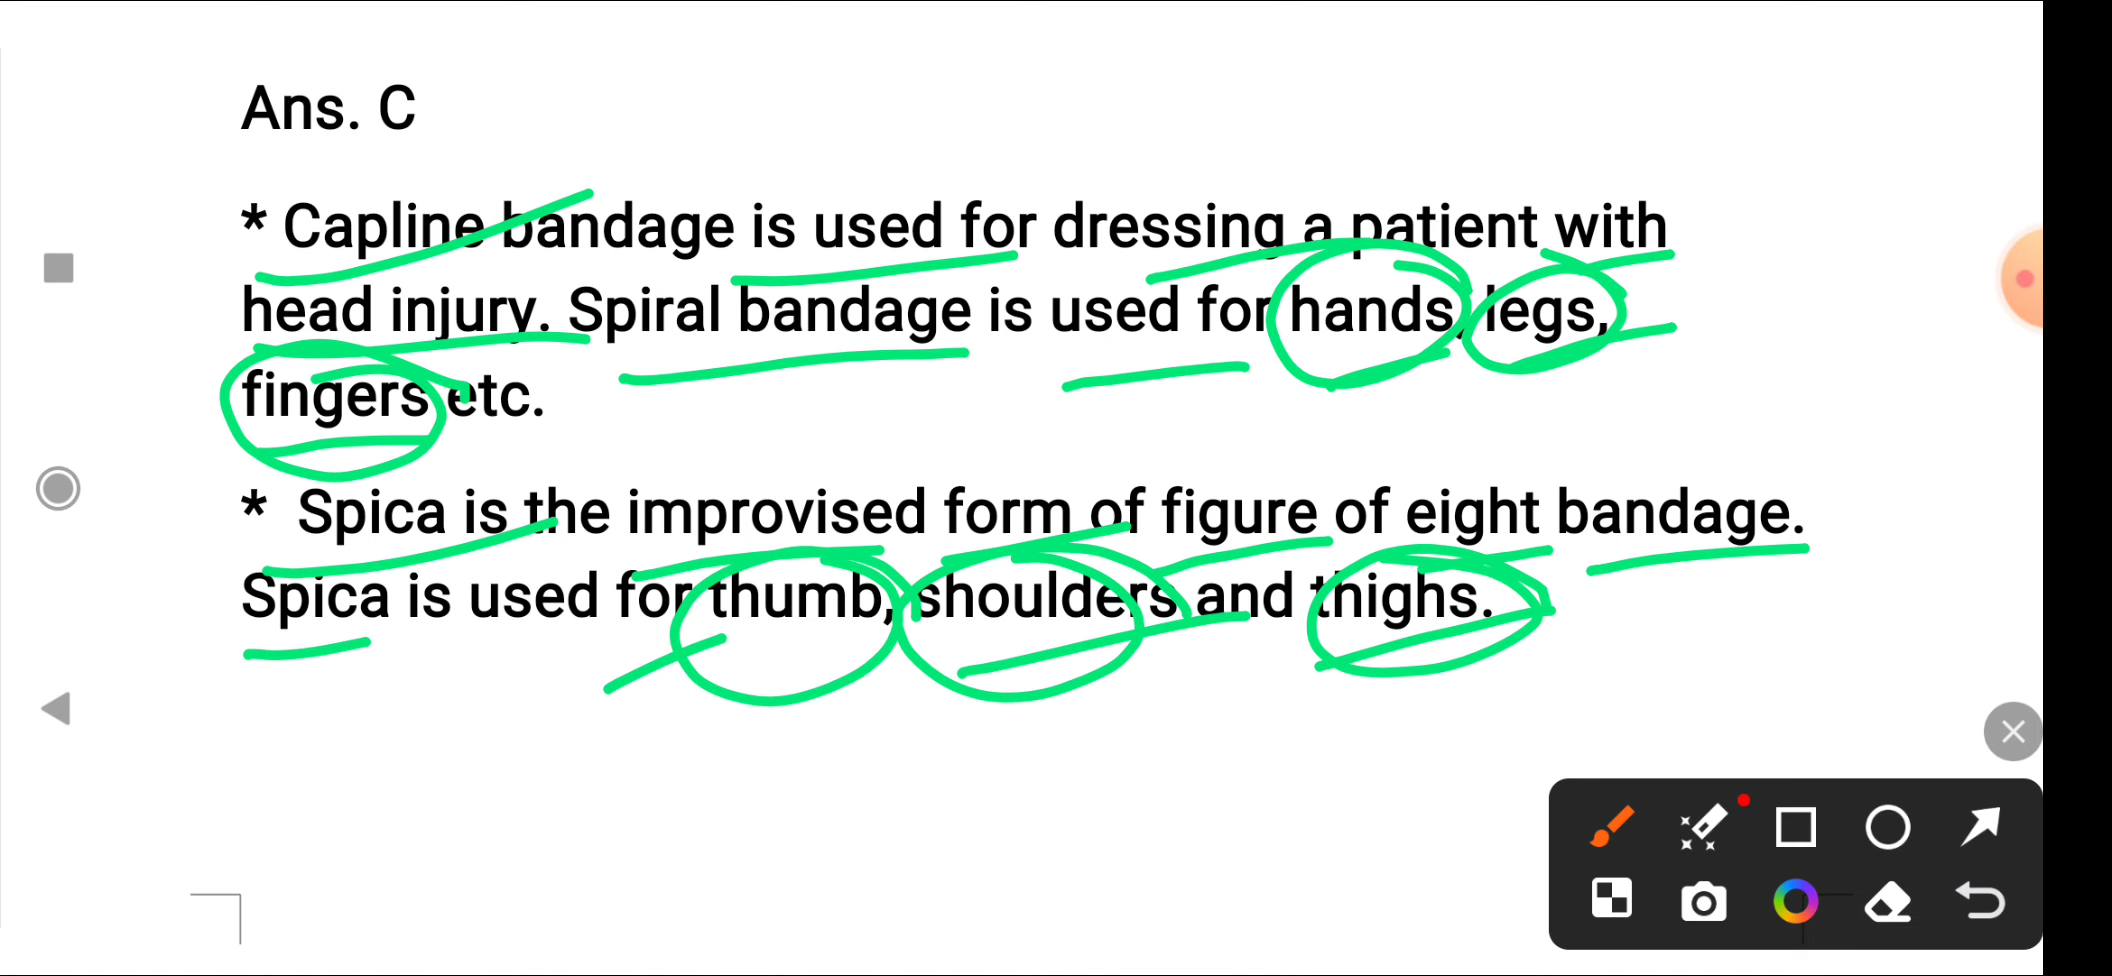 Ans. C
* Capline bandage is used for dressing a patient with
head injury. Spiral bandage is used for hands, legs,
fingers etc.
* Spica is the improvised form of figure of eight bandage.
Spica is used for thumb, shoulders and thighs.